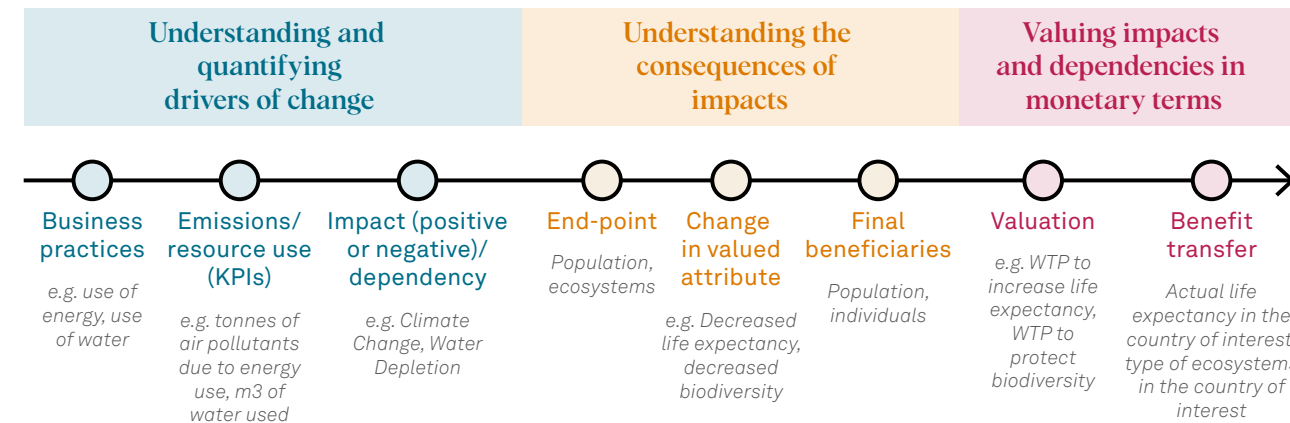 Understanding and
quantifying
drivers of change
Understanding the
consequences of
impacts
Valuing impacts
and dependencies in
monetary terms
Business
practices
e.g. use of
energy, use
of water
Emissions/
resource use
(KPIs)
e.g. tonnes of
air pollutants
due to energy
use, m3 of
water used
Impact (positive
or negative)/
dependency
e.g. Climate
Change, Water
Depletion
End-point
Population,
ecosystems
Change
in valued
attribute
e.g. Decreased
life expectancy,
decreased
biodiversity
Final
beneficiaries
Population,
individuals
Valuation
e.g. WTP to
increase life
expectancy,
WTP to
protect
biodiversity
Benefit
transfer
Actual life
expectancy in the
country of interest,
type of ecosystems
in the country of
interest